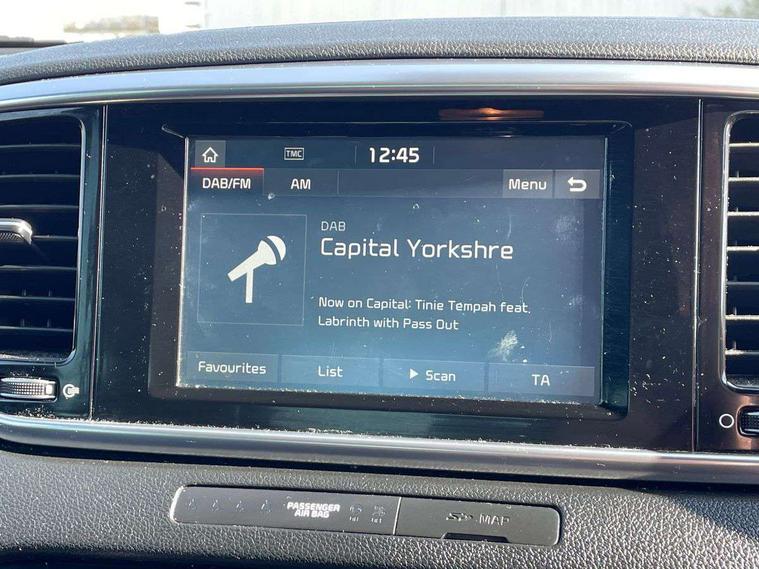 TMC
12:45
DAB/FM
AM
Menu
DAB
Capital Yorkshre
Now on Capital: Tinie Tempah feat.
Labrinth with Pass Out
Favourites
List
Scan
TA
PASSENGER
AIR BAG
MAP